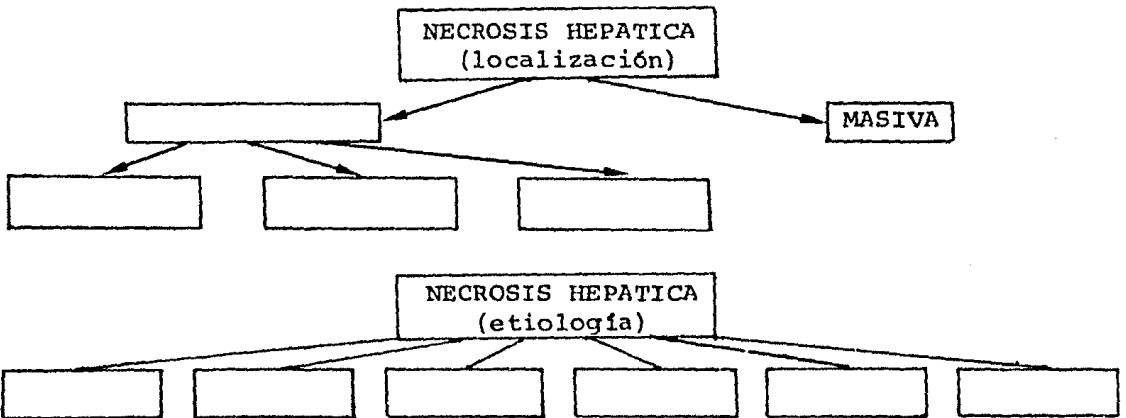 NECROSIS HEPATICA
(localización)
MASIVA
NECROSIS HEPATICA
(etiología)